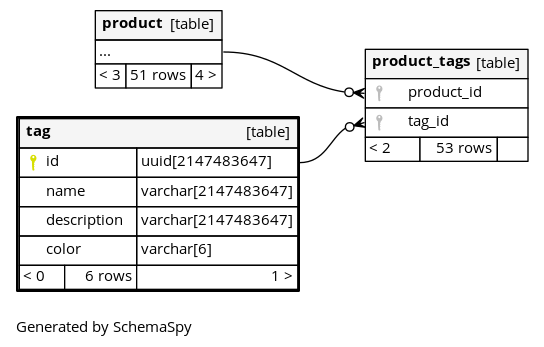 product [table]
...
< 3 51 rows 4 >
product_tags [table]
product_id
tag_id
< 2 53 rows
tag [table]
id uuid[2147483647]
name varchar[2147483647]
description varchar[2147483647]
color varchar[6]
< 0 6 rows 1 >
Generated by SchemaSpy